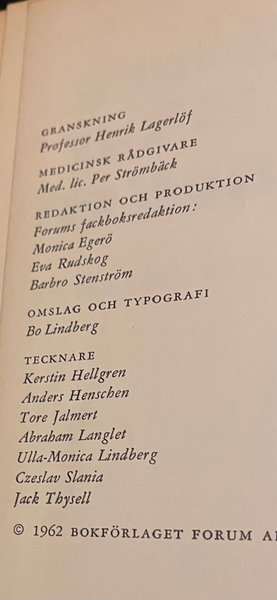 GRANSKNING
Professor Henrik Lagerlöf
MEDICINSK RÅDGIVARE
Med. lic. Per Strömbäck
REDAKTION OCH PRODUKTION
Forums fackboksredaktion:
Monica Egerö
Eva Rudskog
Barbro Stenström
OMSLAG OCH TYPOGRAFI
Bo Lindberg
TECKNARE
Kerstin Hellgren
Anders Henschen
Tore Jalmert
Abraham Langlet
Ulla-Monica Lindberg
Czeslav Slania
Jack Thysell
© 1962 BOKFÖRLAGET FORUM